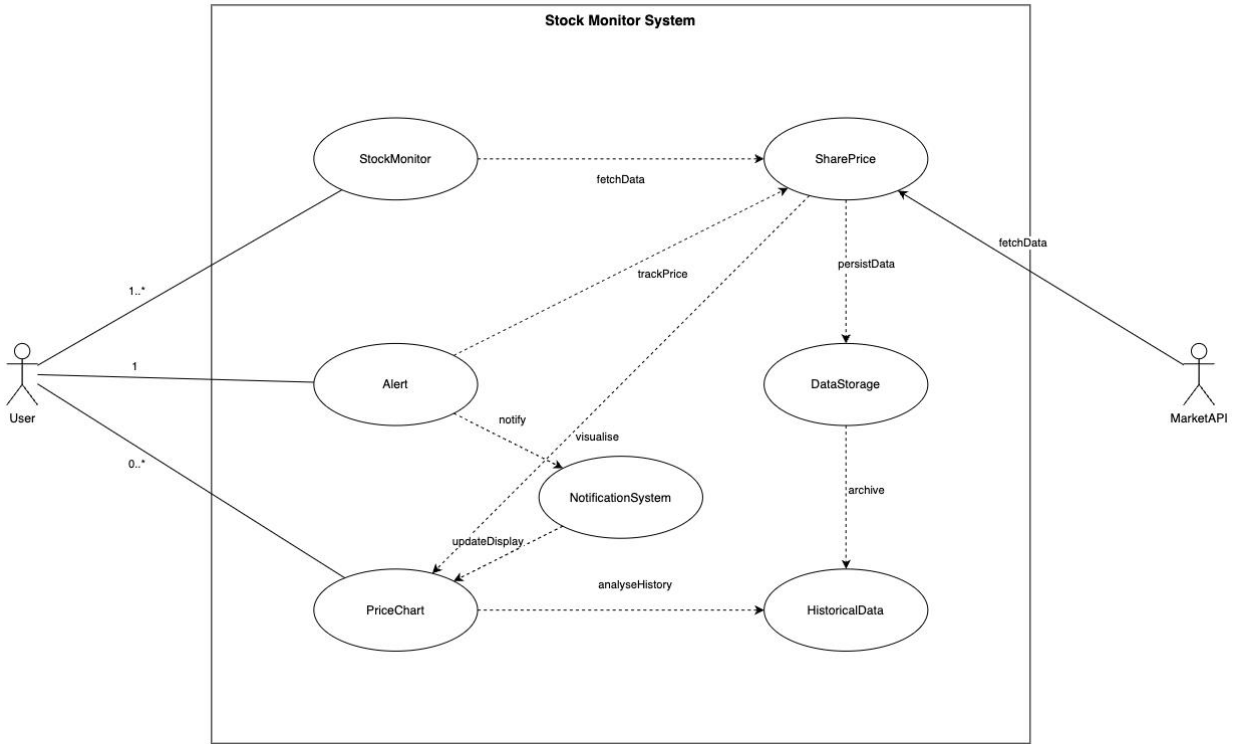 Stock Monitor System
StockMonitor
SharePrice
fetchData
fetchData
trackPrice
persistData
1..*
1
Alert
DataStorage
User
MarketAPI
notify
visualise
0..*
NotificationSystem
archive
updateDisplay
analyseHistory
PriceChart
HistoricalData